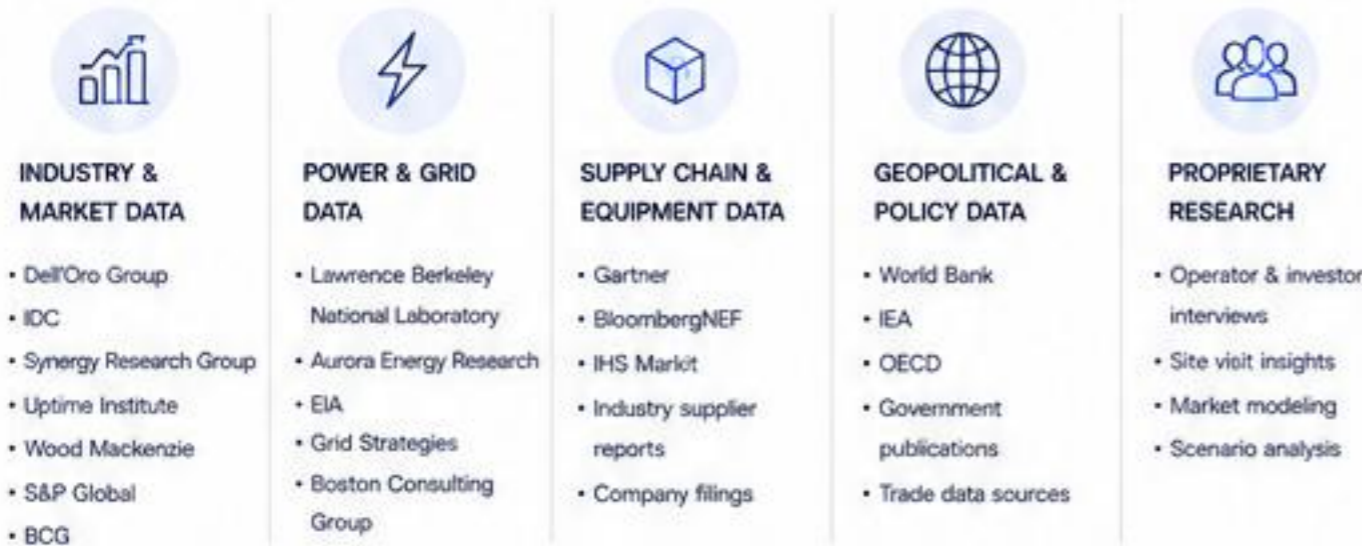 INDUSTRY &
MARKET DATA
• Dell'Oro Group
• IDC
• Synergy Research Group
• Uptime Institute
• Wood Mackenzie
• S&P Global
• BCG
POWER & GRID
DATA
• Lawrence Berkeley
National Laboratory
• Aurora Energy Research
• EIA
• Grid Strategies
• Boston Consulting
Group
SUPPLY CHAIN &
EQUIPMENT DATA
• Gartner
• BloombergNEF
• IHS Markit
• Industry supplier
reports
• Company filings
GEOPOLITICAL &
POLICY DATA
• World Bank
• IEA
• OECD
• Government
publications
• Trade data sources
PROPRIETARY
RESEARCH
• Operator & investor
interviews
• Site visit insights
• Market modeling
• Scenario analysis